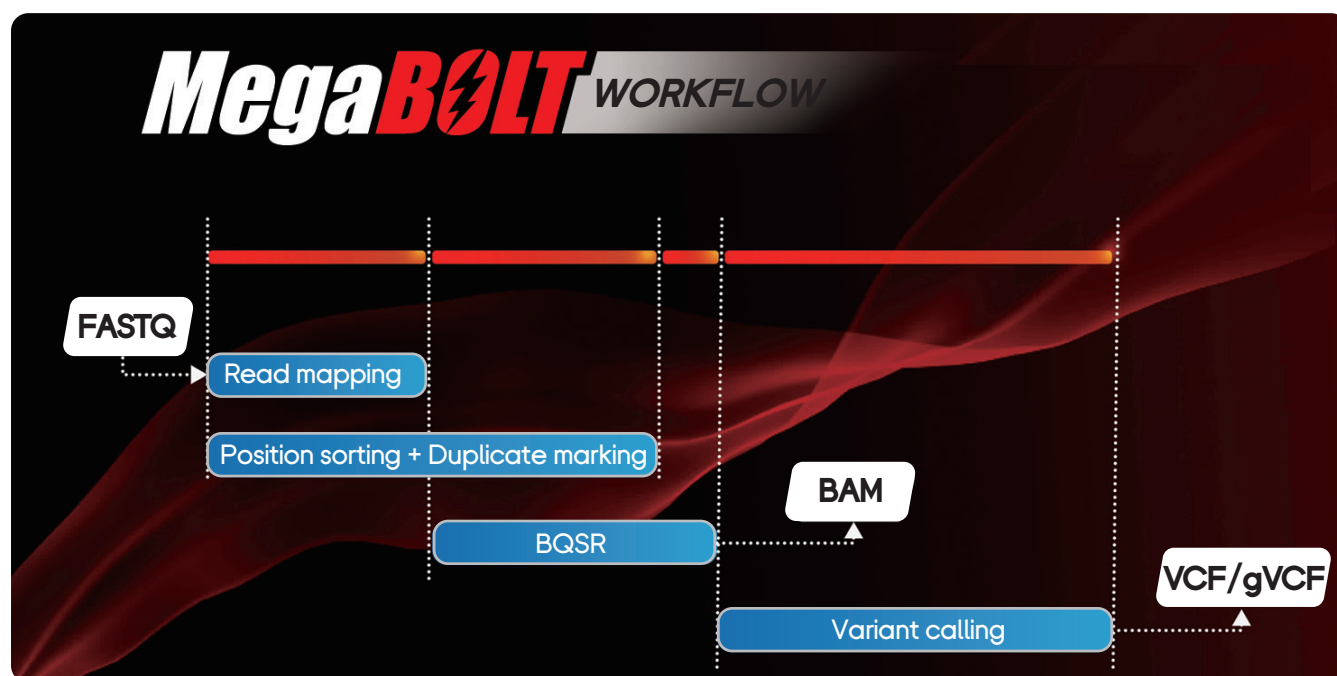 MegaBOLT WORKFLOW
FASTQ
Read mapping
Position sorting + Duplicate marking
BAM
BQSR
VCF/gVCF
Variant calling